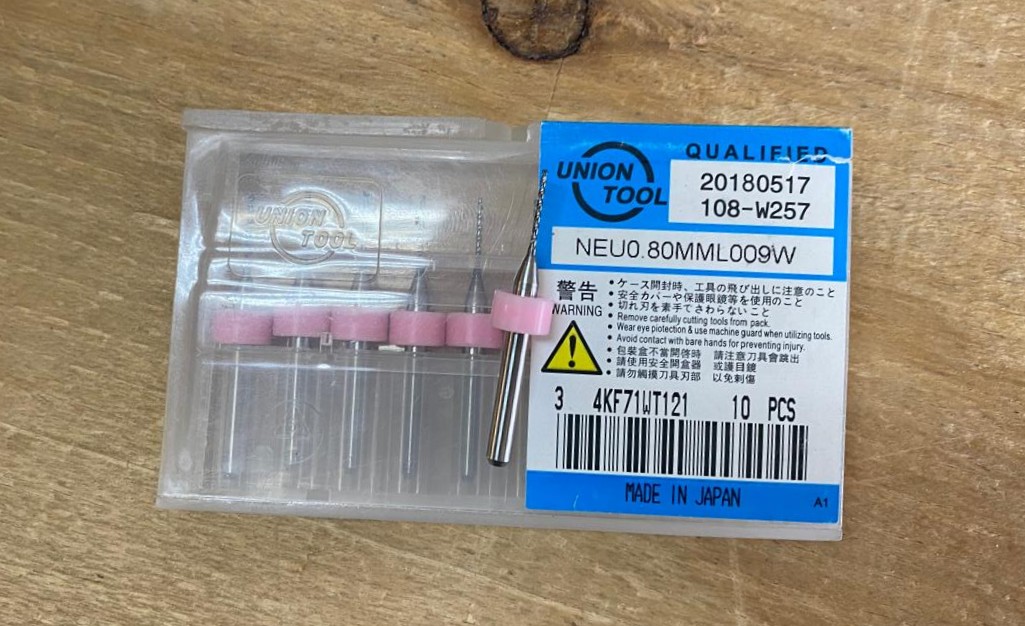 UNION
TOOL
QUALIFIED
UNION
TOOL
20180517
108-W257
NEU0.80MML009W
警告
WARNING
•ケース開封時、工具の飛び出しに注意のこと
•安全カバーや保護眼鏡等を使用のこと
•切れ刃を素手でさわらないこと
•Remove carefully cutting tools from pack.
•Wear eye piotection & use machine guard when utilizing tools.
•Avoid contact with bare hands for preventing injury.
•包裝盒不當開啓時 請注意刀具會跳出
•請使用安全開盒器 或護目鏡
•請勿觸摸刀具刃部 以免刺傷
3 4KF71WT121 10 PCS
MADE IN JAPAN
A1